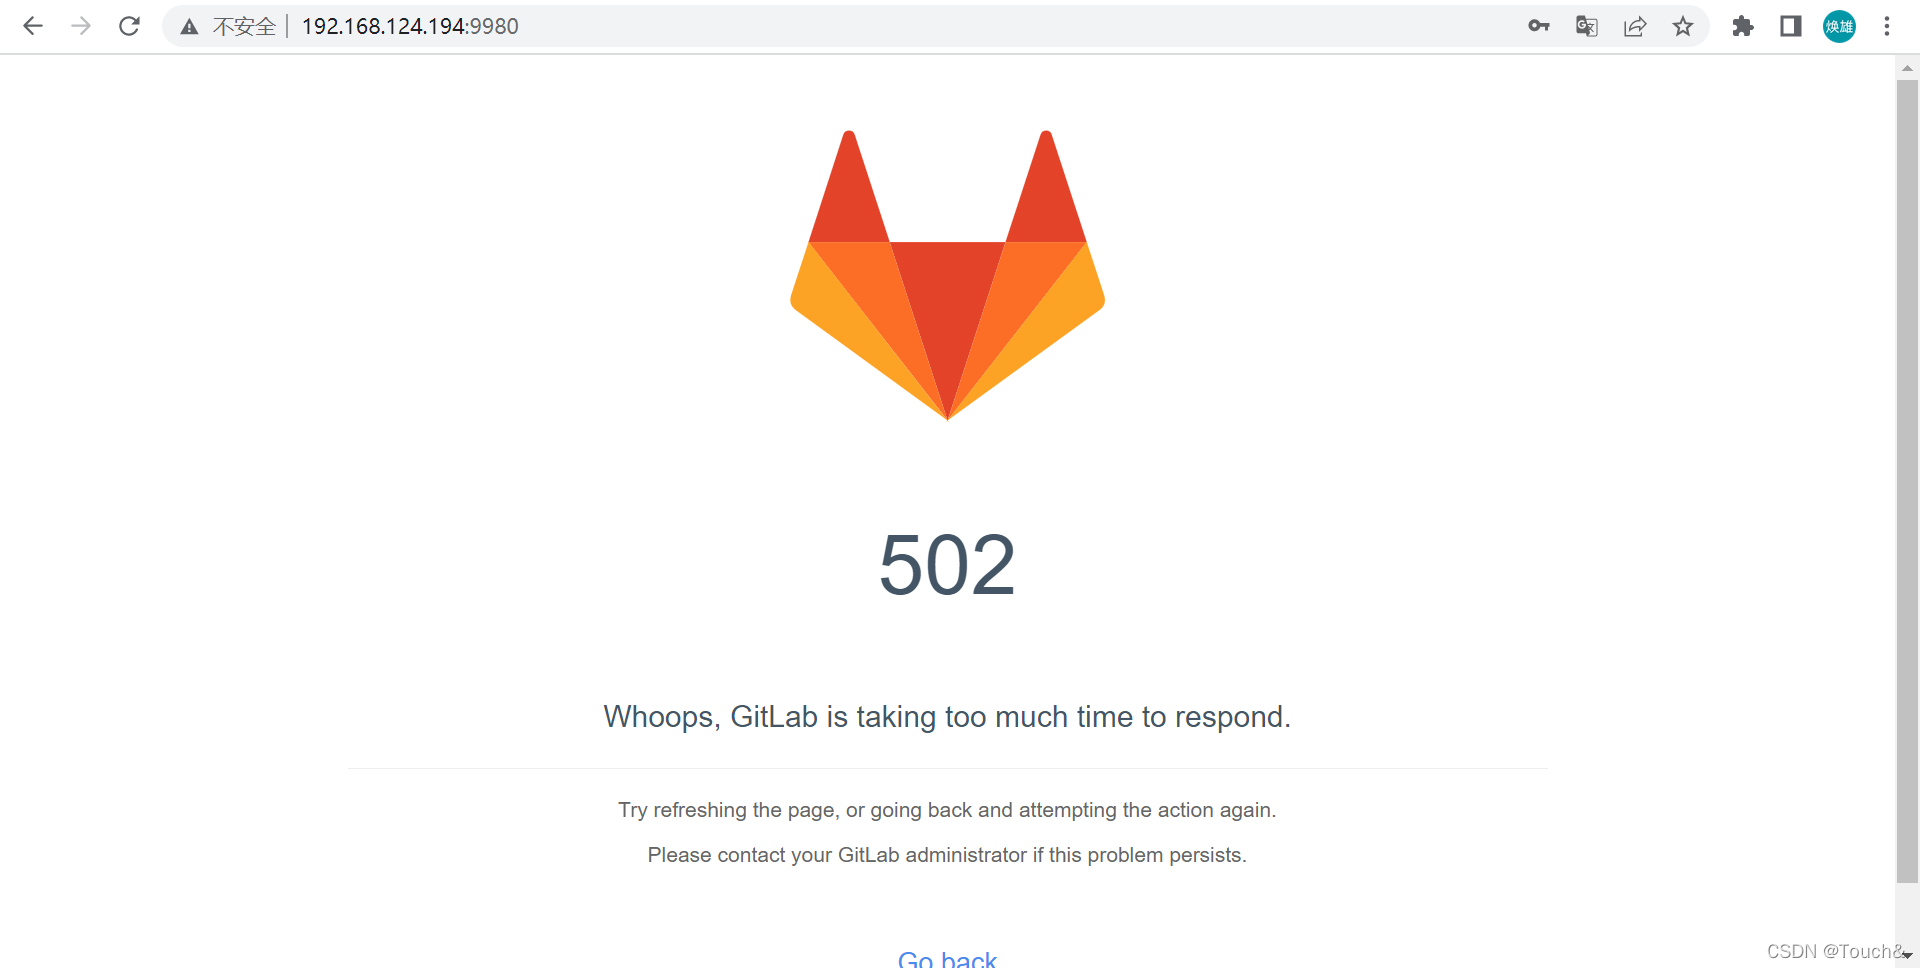 不安全 192.168.124.194:9980
焕雄
502
Whoops, GitLab is taking too much time to respond.
Try refreshing the page, or going back and attempting the action again.
Please contact your GitLab administrator if this problem persists.
Go back
CSDN @Touch&